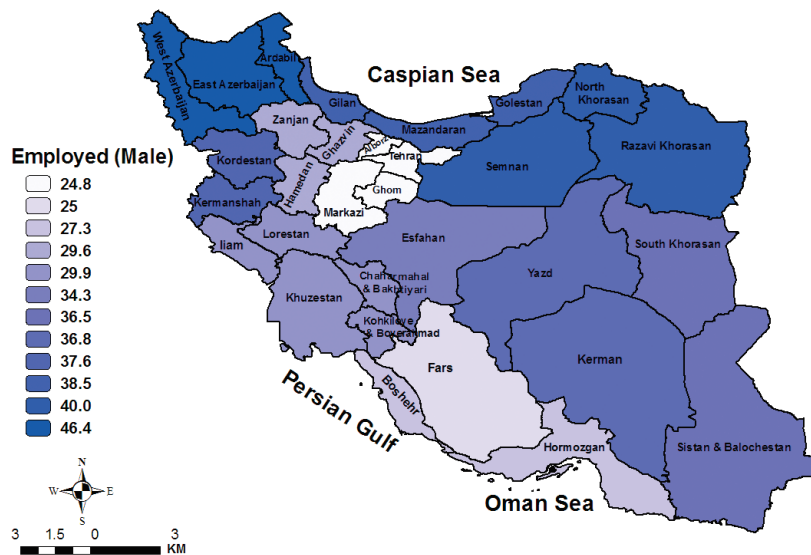 Caspian Sea
West Azerbaijan
East Azerbaijan
Ardabil
Gilan
Mazandaran
Golestan
North
Khorasan
Razavi Khorasan
Semnan
Zanjan
Ghazvin
Alborz
Tehran
Ghom
Markazi
Hamedan
Kordestan
Kermanshah
Iliam
Lorestan
Esfahan
South Khorasan
Yazd
Khuzestan
Chaharmahal
& Bakhtiyari
Kohkiloye
& Boyerahmad
Fars
Kerman
Boshehr
Hormozgan
Sistan & Balochestan
Persian Gulf
Oman Sea
Employed (Male)
24.8
25
27.3
29.6
29.9
34.3
36.5
36.8
37.6
38.5
40.0
46.4
N
W E
S
3 1.5 0 3
KM